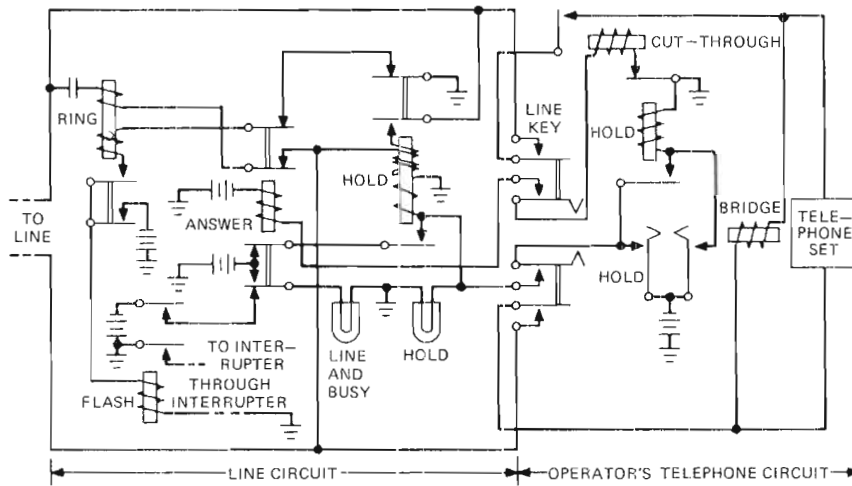 CUT–THROUGH
RING
LINE
KEY
HOLD
HOLD
TO
LINE
ANSWER
BRIDGE
TELE–
PHONE
SET
HOLD
TO INTER–
RUPTER
THROUGH
INTERRUPTER
FLASH
LINE
AND
BUSY
HOLD
LINE CIRCUIT
OPERATOR'S TELEPHONE CIRCUIT